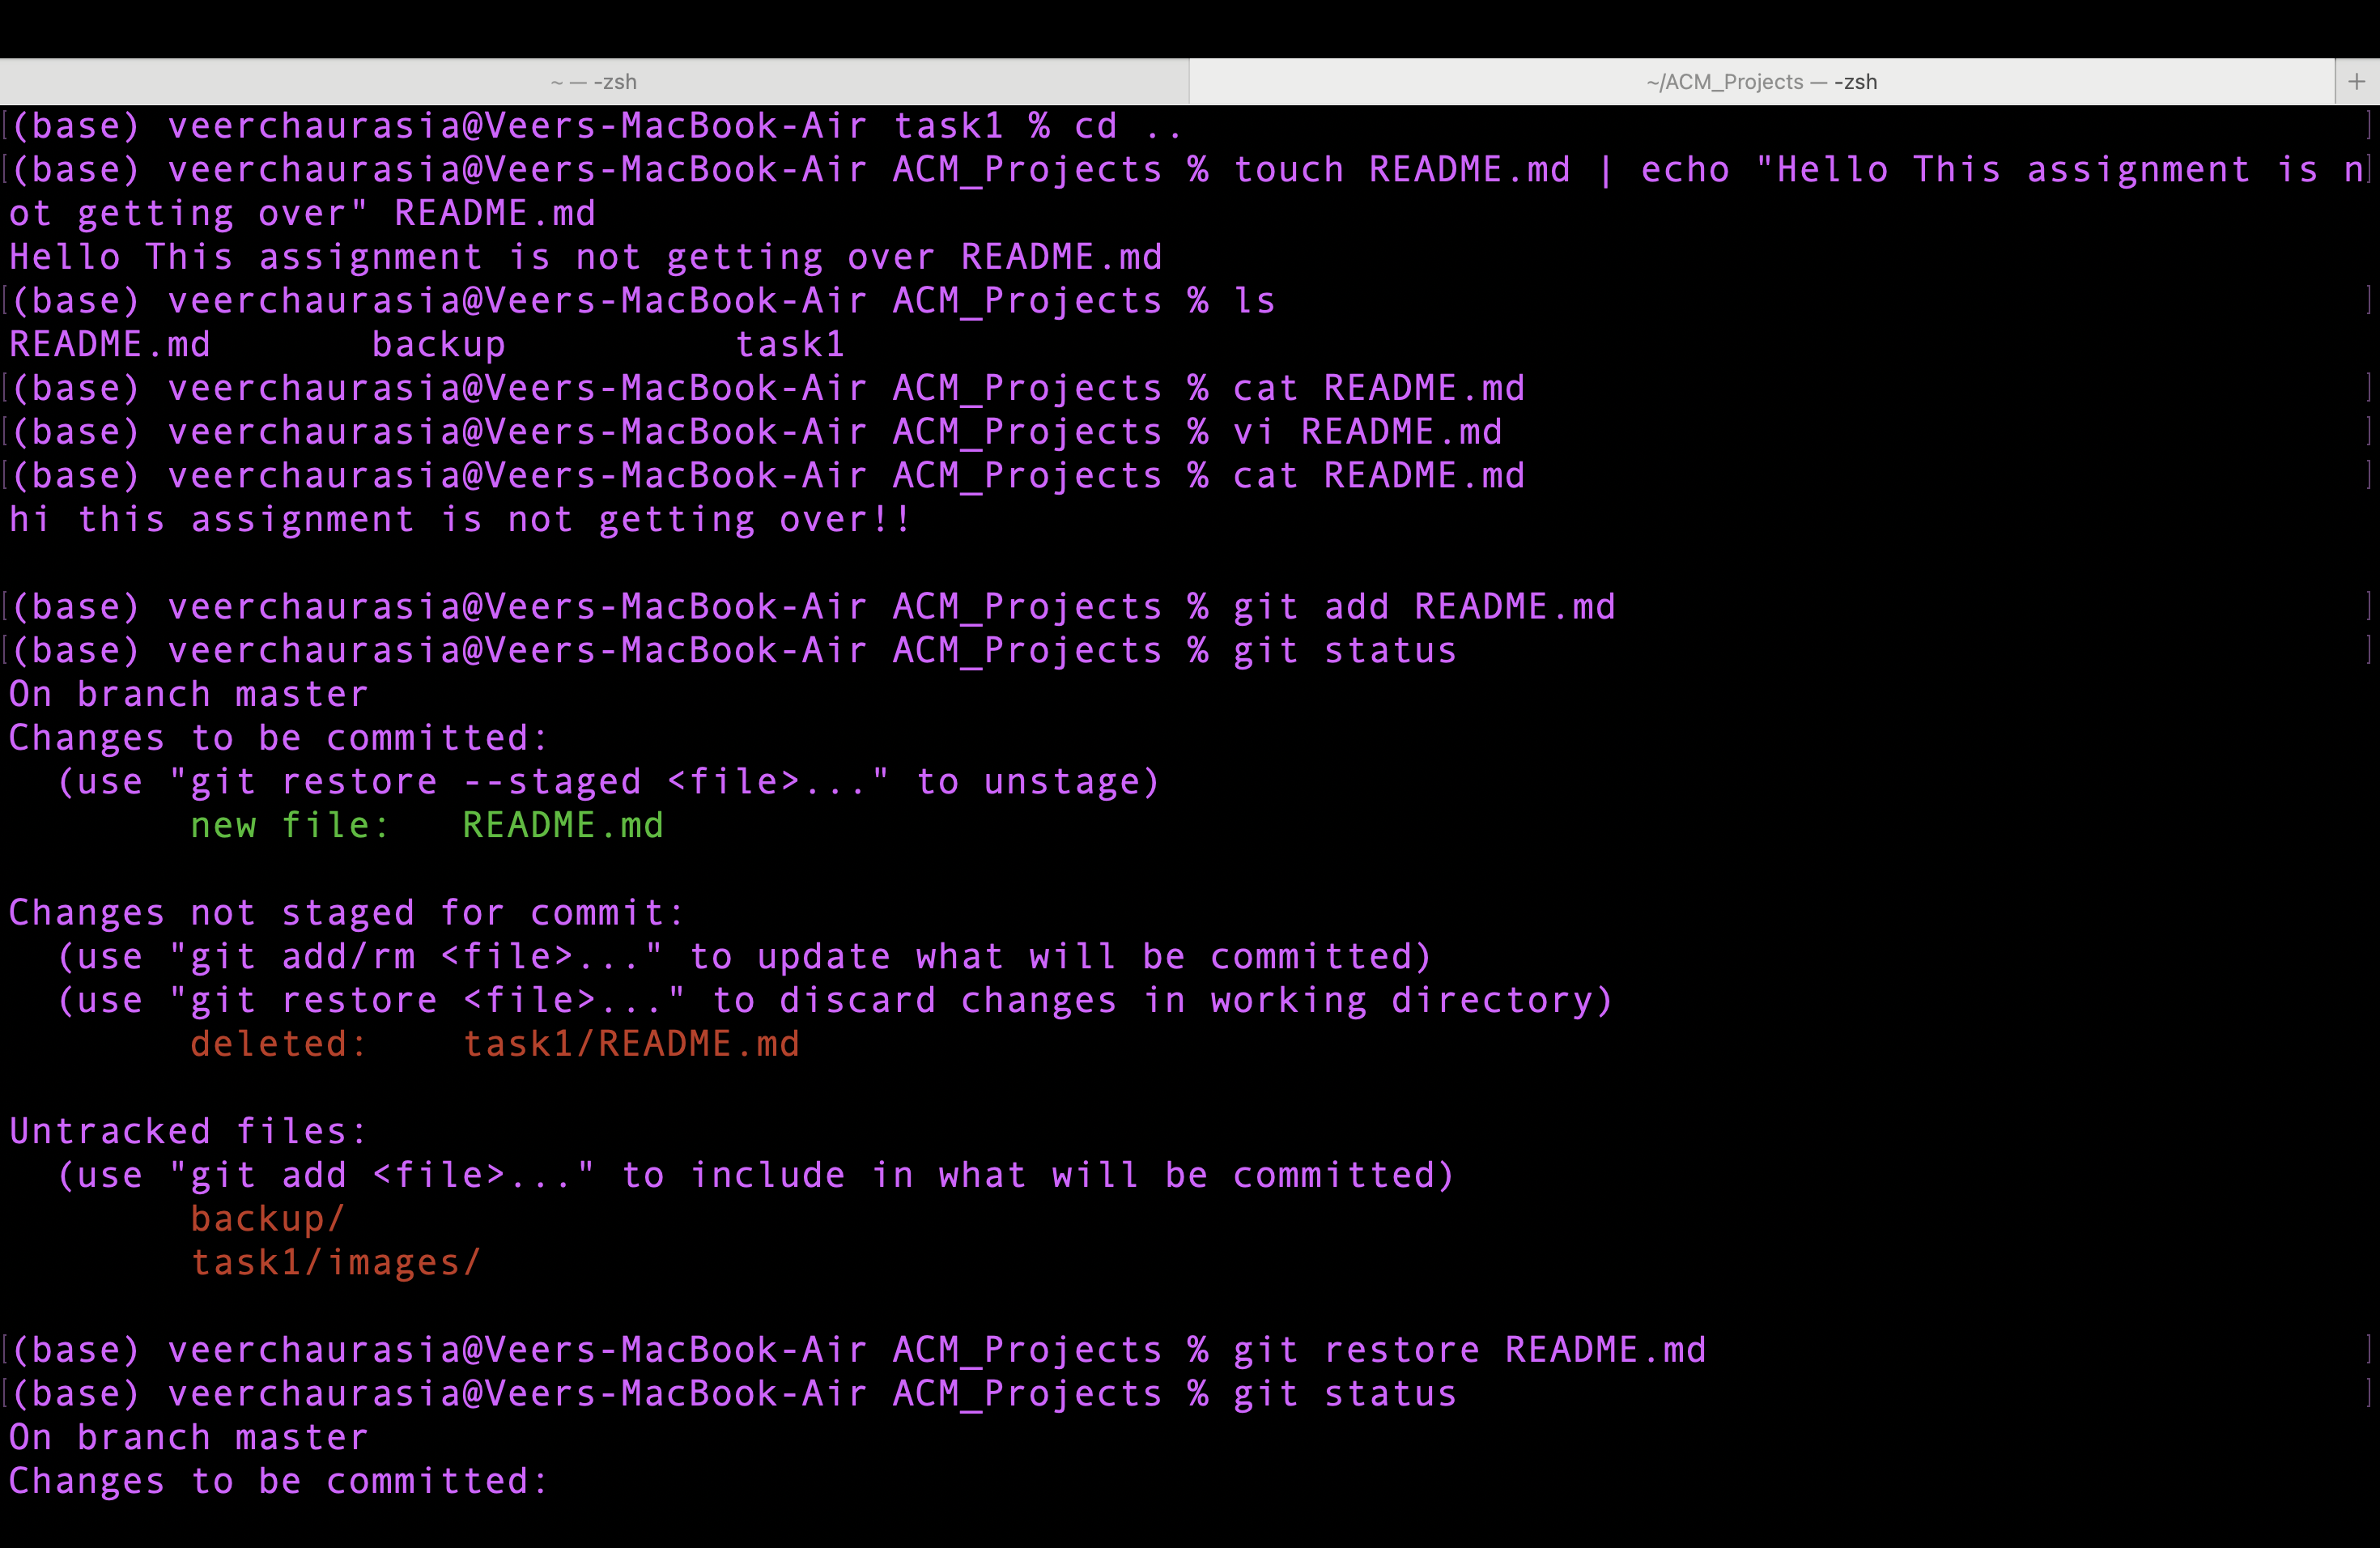 ~ — -zsh
~/ACM_Projects — -zsh
+
[(base) veerchaurasia@Veers-MacBook-Air task1 % cd ..]
[(base) veerchaurasia@Veers-MacBook-Air ACM_Projects % touch README.md | echo "Hello This assignment is n]
ot getting over" README.md
Hello This assignment is not getting over README.md
[(base) veerchaurasia@Veers-MacBook-Air ACM_Projects % ls]
README.md       backup          task1
[(base) veerchaurasia@Veers-MacBook-Air ACM_Projects % cat README.md]
[(base) veerchaurasia@Veers-MacBook-Air ACM_Projects % vi README.md]
[(base) veerchaurasia@Veers-MacBook-Air ACM_Projects % cat README.md]
hi this assignment is not getting over!!
[(base) veerchaurasia@Veers-MacBook-Air ACM_Projects % git add README.md]
[(base) veerchaurasia@Veers-MacBook-Air ACM_Projects % git status]
On branch master
Changes to be committed:
  (use "git restore --staged <file>..." to unstage)
        new file:   README.md
Changes not staged for commit:
  (use "git add/rm <file>..." to update what will be committed)
  (use "git restore <file>..." to discard changes in working directory)
        deleted:    task1/README.md
Untracked files:
  (use "git add <file>..." to include in what will be committed)
        backup/
        task1/images/
[(base) veerchaurasia@Veers-MacBook-Air ACM_Projects % git restore README.md]
[(base) veerchaurasia@Veers-MacBook-Air ACM_Projects % git status]
On branch master
Changes to be committed: